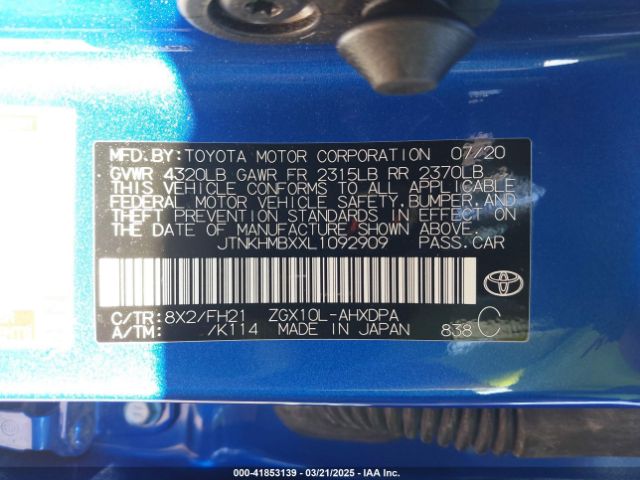 MFD.BY:TOYOTA MOTOR CORPORATION 07/20
GVWR 4320LB GAWR FR 2315LB RR 2370LB
THIS VEHICLE CONFORMS TO ALL APPLICABLE
FEDERAL MOTOR VEHICLE SAFETY,BUMPER,AND
THEFT PREVENTION STANDARDS IN EFFECT ON
THE DATE OF MANUFACTURE SHOWN ABOVE.
JTNKHMBXXL1092909 PASS.CAR
C/TR:8X2/FH21 ZGX10L-AHXDPA
A/TM: /K114 MADE IN JAPAN 838 C
000-41853139 — 03/21/2025 — IAA Inc.